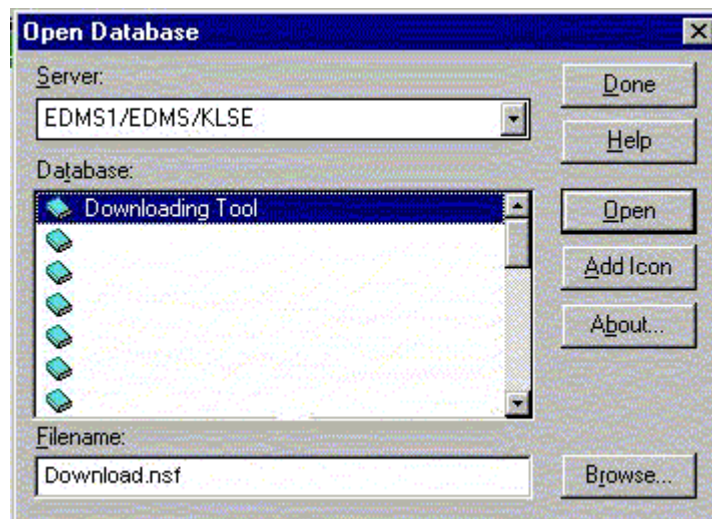 Open Database
Server:
EDMS1/EDMS/KLSE
Database:
Downloading Tool
Filename:
Download.nsf
Done
Help
Open
Add Icon
About...
Browse...